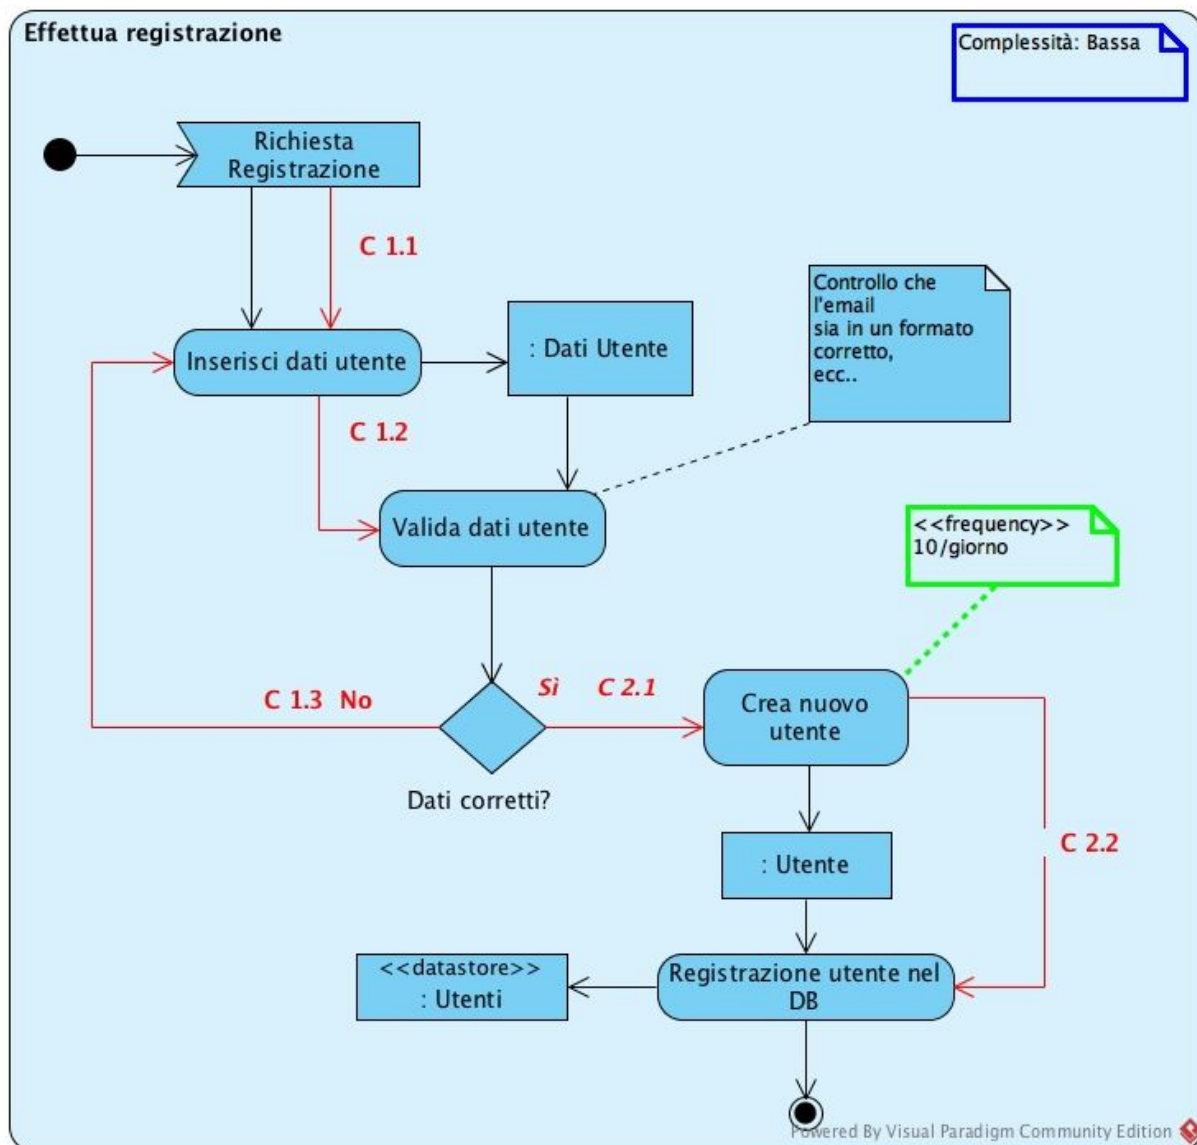 Effettua registrazione
Complessità: Bassa
Richiesta
Registrazione
C 1.1
Controllo che
l'email
sia in un formato
corretto,
ecc..
: Dati Utente
Inserisci dati utente
C 1.2
Valida dati utente
<<frequency>>
10/giorno
C 1.3 No
Sì C 2.1
Crea nuovo
utente
Dati corretti?
C 2.2
: Utente
<<datastore>>
: Utenti
Registrazione utente nel
DB
Powered By Visual Paradigm Community Edition